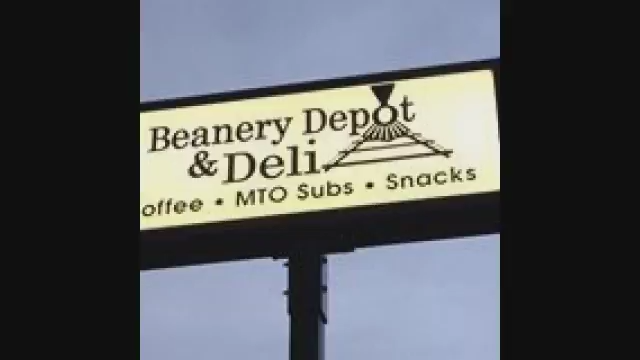 Beanery Depot
& Deli
offee • MTO Subs • Snacks